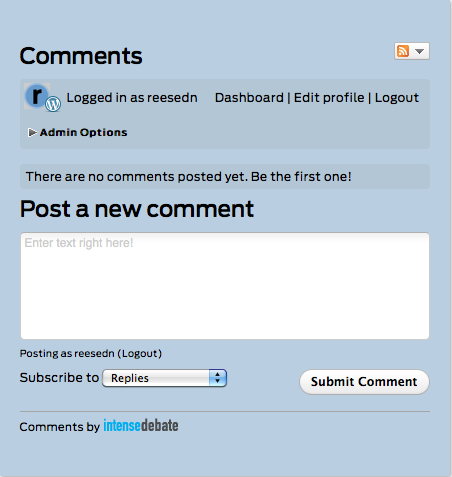 Comments
r Logged in as reesedn Dashboard | Edit profile | Logout
Admin Options
There are no comments posted yet. Be the first one!
Post a new comment
Enter text right here!
Posting as reesedn (Logout)
Subscribe to Replies Submit Comment
Comments by intensedebate